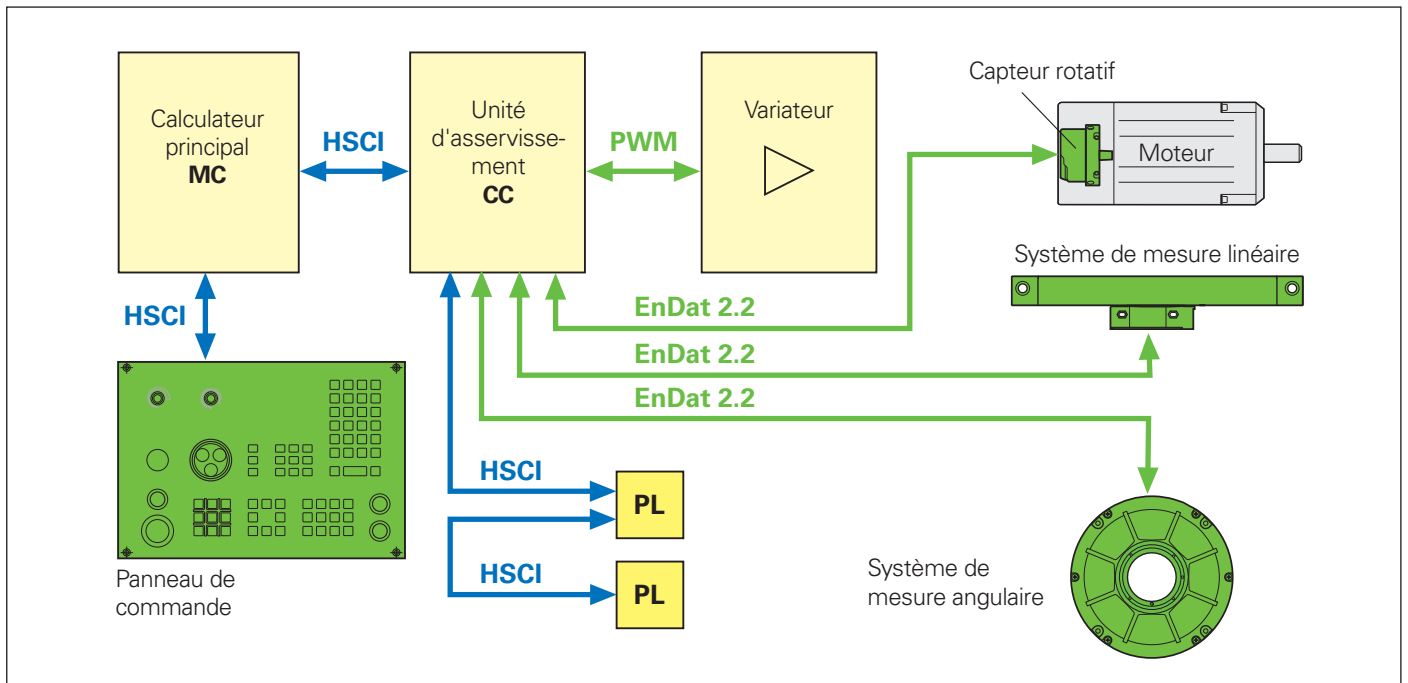 Calculateur
principal
MC
HSCI
Unité
d'asservisse-
ment
CC
PWM
Variateur
Capteur rotatif
Moteur
Système de mesure linéaire
HSCI
EnDat 2.2
EnDat 2.2
EnDat 2.2
HSCI
PL
HSCI
PL
Panneau de
commande
Système de
mesure angulaire